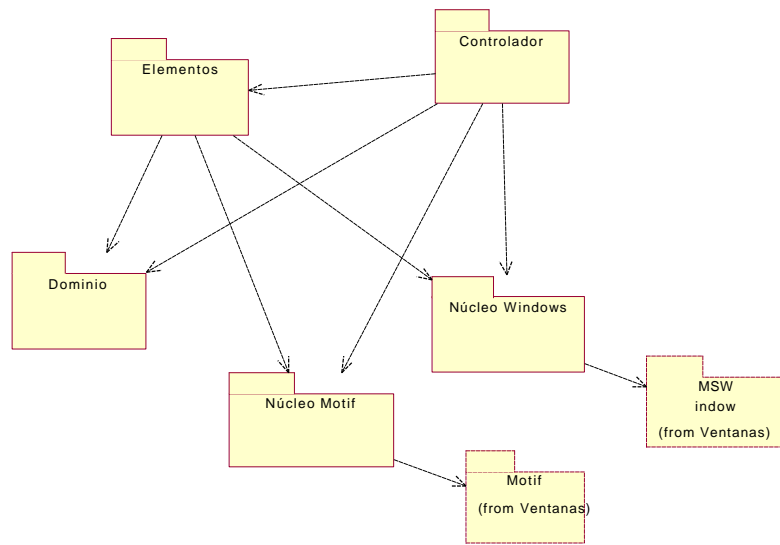 Controlador
Elementos
Dominio
Núcleo Windows
MSW
indow
(from Ventanas)
Núcleo Motif
Motif
(from Ventanas)